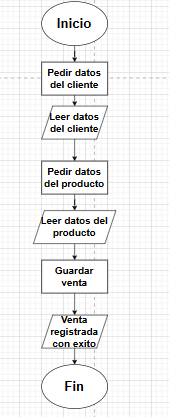 Inicio
Pedir datos
del cliente
Leer datos
del cliente
Pedir datos
del producto
Leer datos del
producto
Guardar
venta
Venta
registrada
con exito
Fin